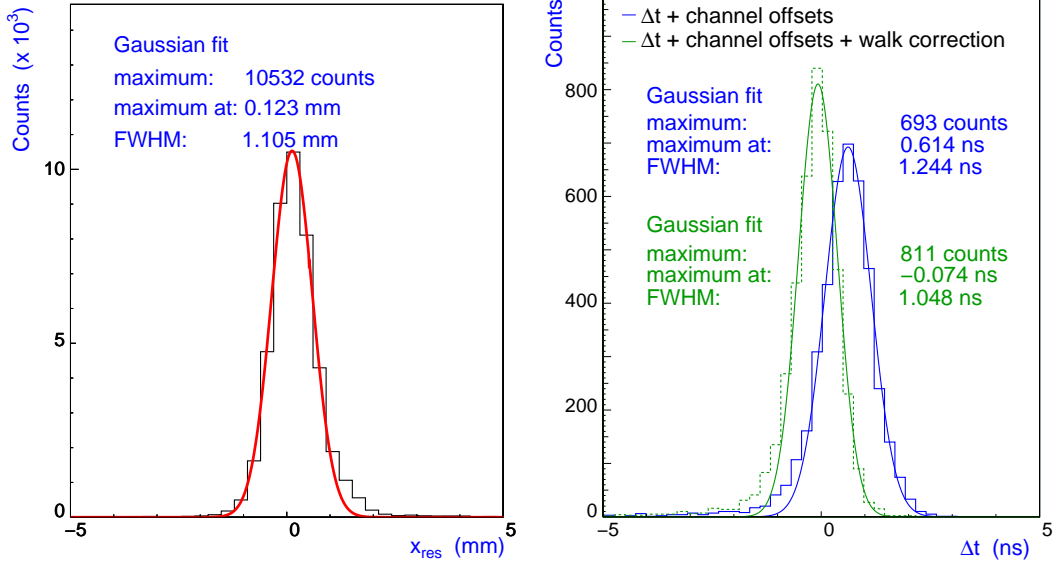 Counts (x 10³)
Gaussian fit
maximum: 10532 counts
maximum at: 0.123 mm
FWHM: 1.105 mm
10
5
0
−5
0
5
x_res (mm)
Counts
Δt + channel offsets
Δt + channel offsets + walk correction
Gaussian fit
maximum: 693 counts
maximum at: 0.614 ns
FWHM: 1.244 ns
Gaussian fit
maximum: 811 counts
maximum at: −0.074 ns
FWHM: 1.048 ns
800
600
400
200
0
−5
0
5
Δt (ns)